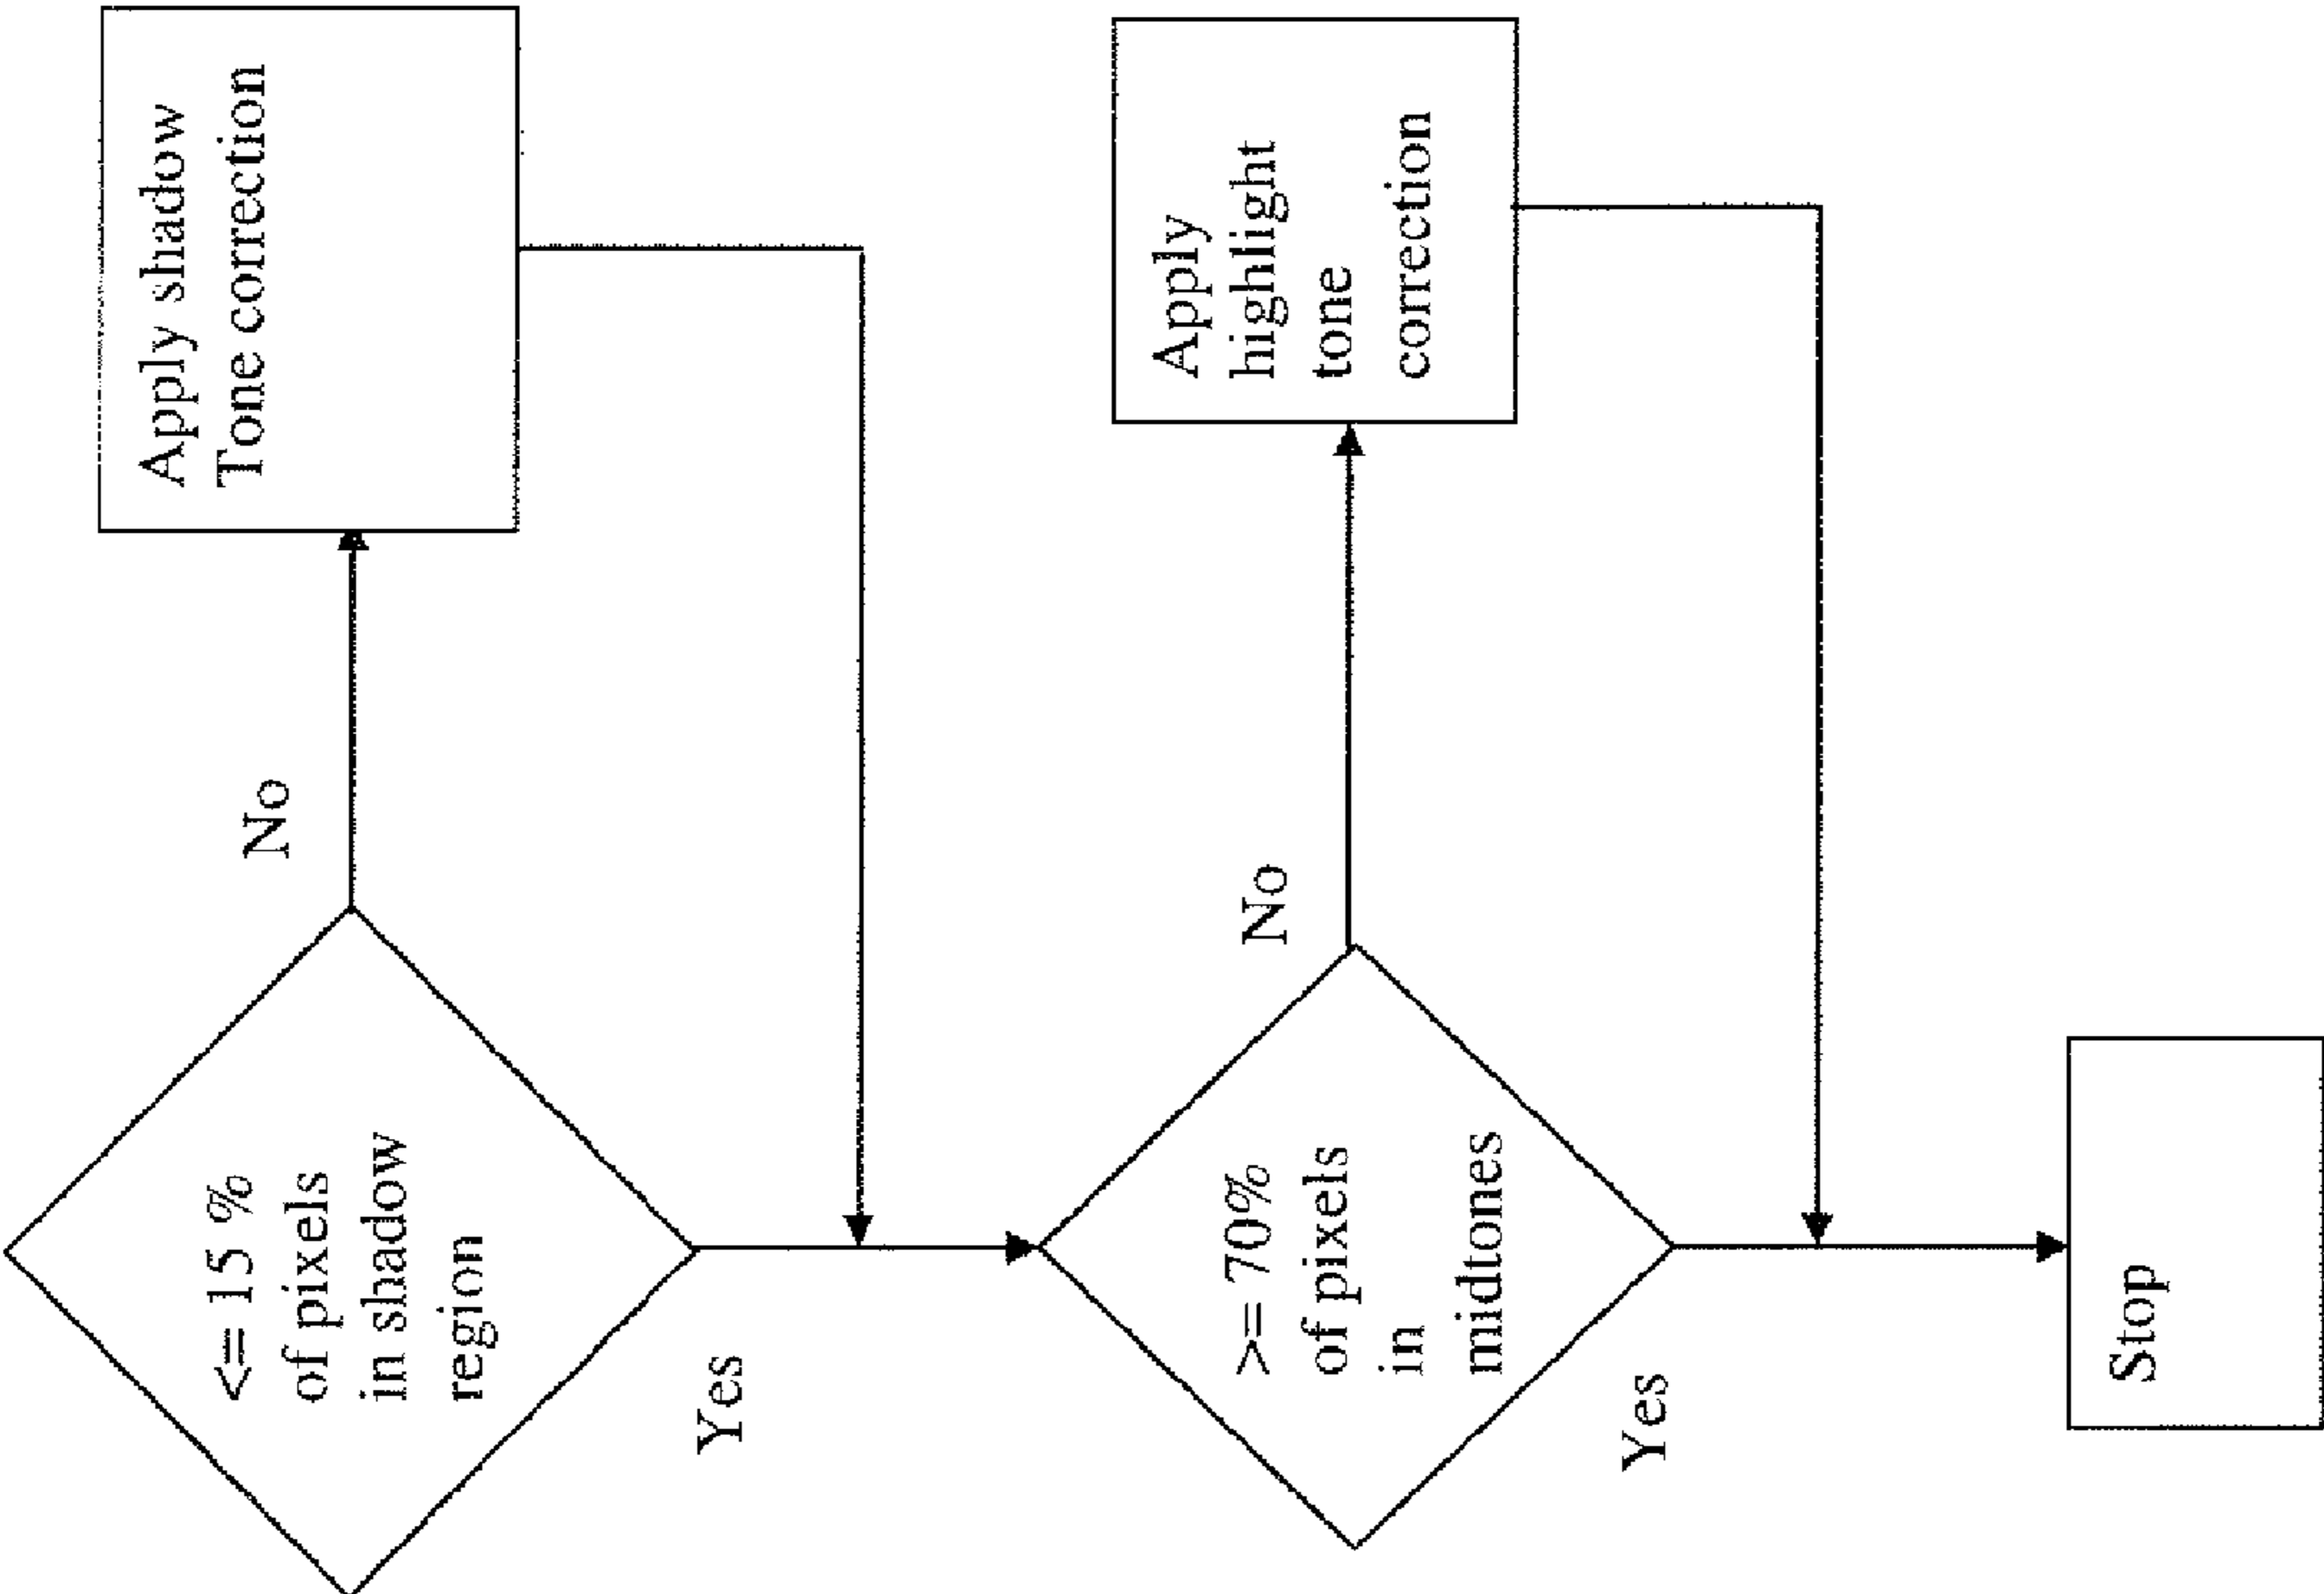 <= 15 %
of pixels
in shadow
region
No
Apply shadow
Tone correction
Yes
>= 70%
of pixels
in
midtones
No
Apply
highlight
tone
correction
Yes
Stop